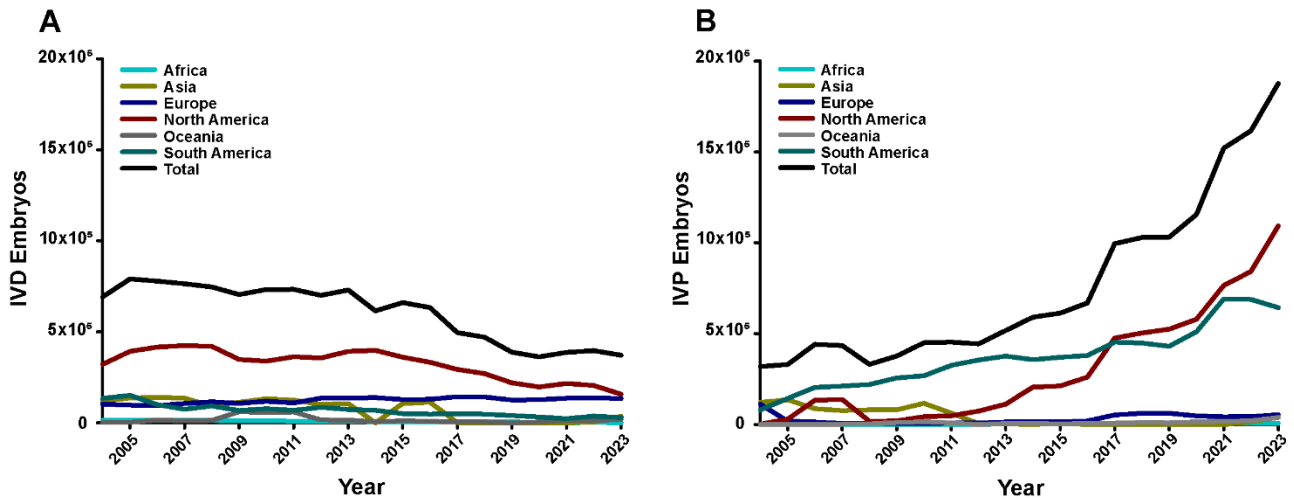 A
20x10⁶
15x10⁶
10x10⁶
5x10⁶
0
IVD Embryos
Africa
Asia
Europe
North America
Oceania
South America
Total
2005
2007
2009
2011
2013
2015
2017
2019
2021
2023
Year
B
20x10⁶
15x10⁶
10x10⁶
5x10⁶
0
IVP Embryos
Africa
Asia
Europe
North America
Oceania
South America
Total
2005
2007
2009
2011
2013
2015
2017
2019
2021
2023
Year